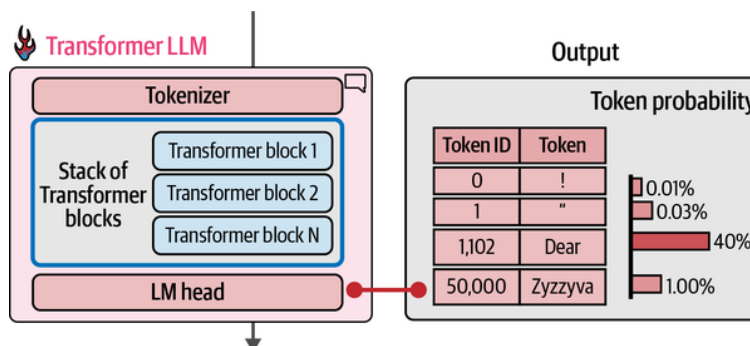 Transformer LLM
Tokenizer
Stack of
Transformer
blocks
Transformer block 1
Transformer block 2
Transformer block N
LM head
Output
Token probability
Token ID Token
0 !
1 "
1,102 Dear
50,000 Zyzzyva
0.01%
0.03%
40%
1.00%